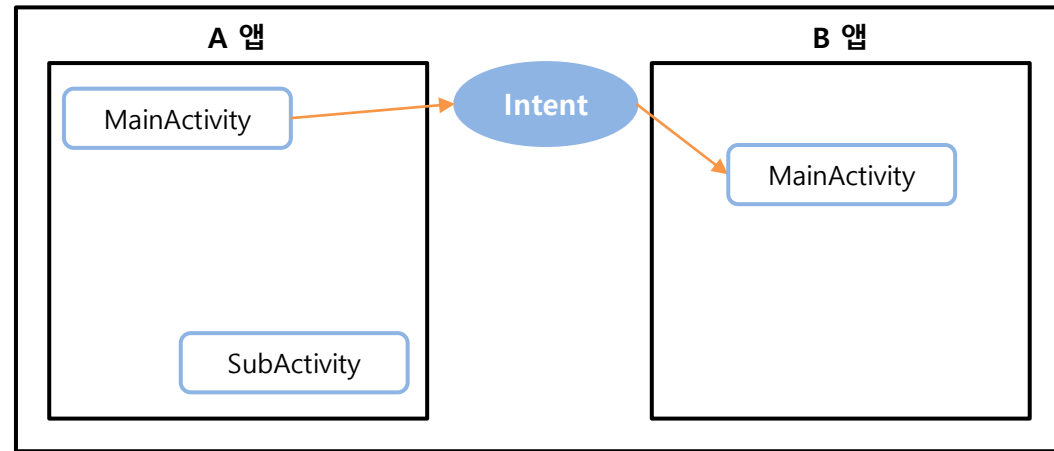 A 앱
B 앱
MainActivity
Intent
MainActivity
SubActivity